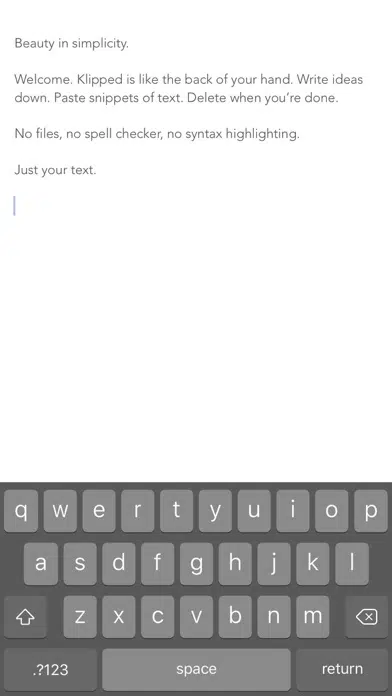 Beauty in simplicity.
Welcome. Klipped is like the back of your hand. Write ideas
down. Paste snippets of text. Delete when you’re done.
No files, no spell checker, no syntax highlighting.
Just your text.
q w e r t y u i o p
a s d f g h j k l
z x c v b n m
.?123 space return